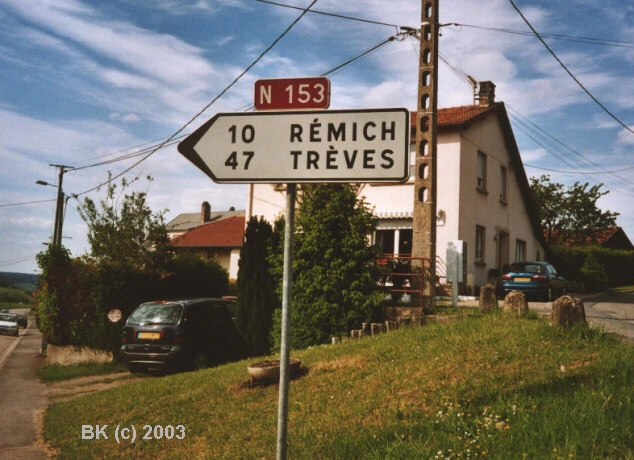 N 153
10 RÉMICH
47 TRÈVES
BK (c) 2003